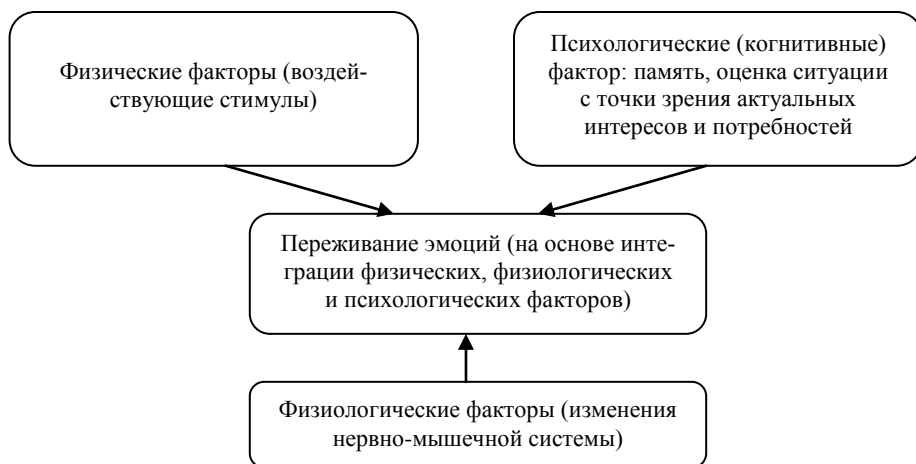 Физические факторы (воздей-
ствующие стимулы)
Психологические (когнитивные)
фактор: память, оценка ситуации
с точки зрения актуальных
интересов и потребностей
Переживание эмоций (на основе инте-
грации физических, физиологических
и психологических факторов)
Физиологические факторы (изменения
нервно-мышечной системы)